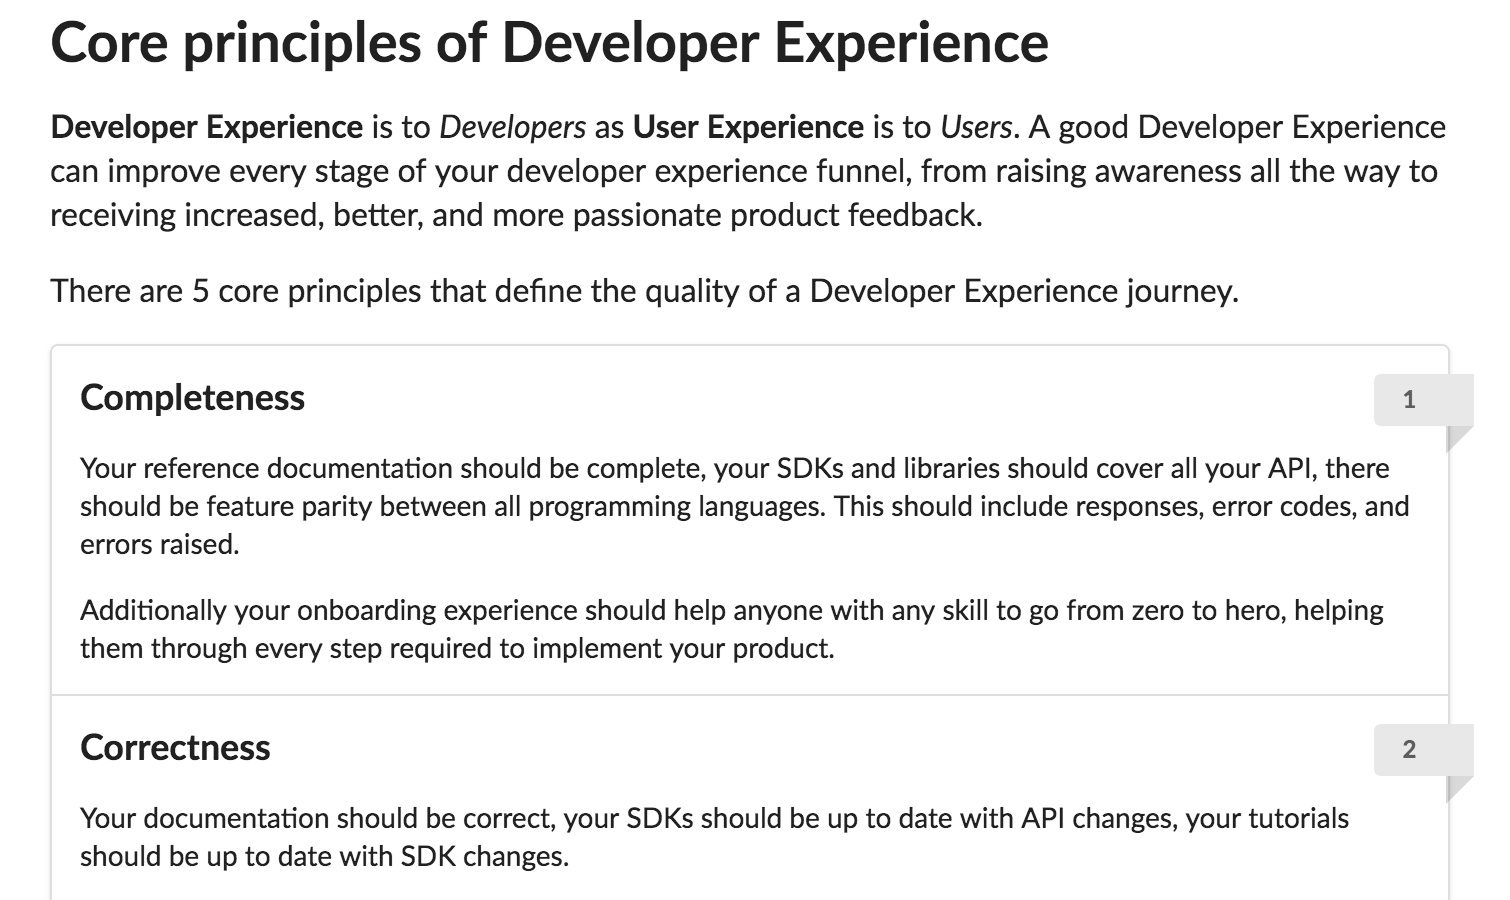 Core principles of Developer Experience
Developer Experience is to Developers as User Experience is to Users. A good Developer Experience
can improve every stage of your developer experience funnel, from raising awareness all the way to
receiving increased, better, and more passionate product feedback.
There are 5 core principles that define the quality of a Developer Experience journey.
Completeness
1
Your reference documentation should be complete, your SDKs and libraries should cover all your API, there
should be feature parity between all programming languages. This should include responses, error codes, and
errors raised.
Additionally your onboarding experience should help anyone with any skill to go from zero to hero, helping
them through every step required to implement your product.
Correctness
2
Your documentation should be correct, your SDKs should be up to date with API changes, your tutorials
should be up to date with SDK changes.